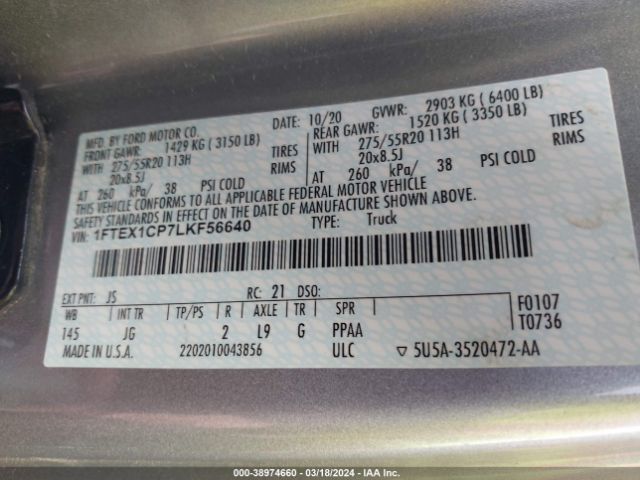 MFD. BY FORD MOTOR CO.
DATE: 10/20
GVWR: 2903 KG ( 6400 LB)
FRONT GAWR: 1429 KG ( 3150 LB)
REAR GAWR: 1520 KG ( 3350 LB)
WITH 275/55R20 113H TIRES
WITH 275/55R20 113H TIRES
20x8.5J RIMS
20x8.5J RIMS
AT 260 kPa/ 38 PSI COLD
AT 260 kPa/ 38 PSI COLD
THIS VEHICLE CONFORMS TO ALL APPLICABLE FEDERAL MOTOR VEHICLE
SAFETY STANDARDS IN EFFECT ON THE DATE OF MANUFACTURE SHOWN ABOVE.
VIN: 1FTEX1CP7LKF56640
TYPE: Truck
EXT PNT: JS RC: 21 DSO:
WB INT TR TP/PS R AXLE TR SPR
F0107
145 JG 2 L9 G PPAA
T0736
MADE IN U.S.A. 2202010043856 ULC ▽ 5U5A-3520472-AA
000-38974660 - 03/18/2024 - IAA Inc.